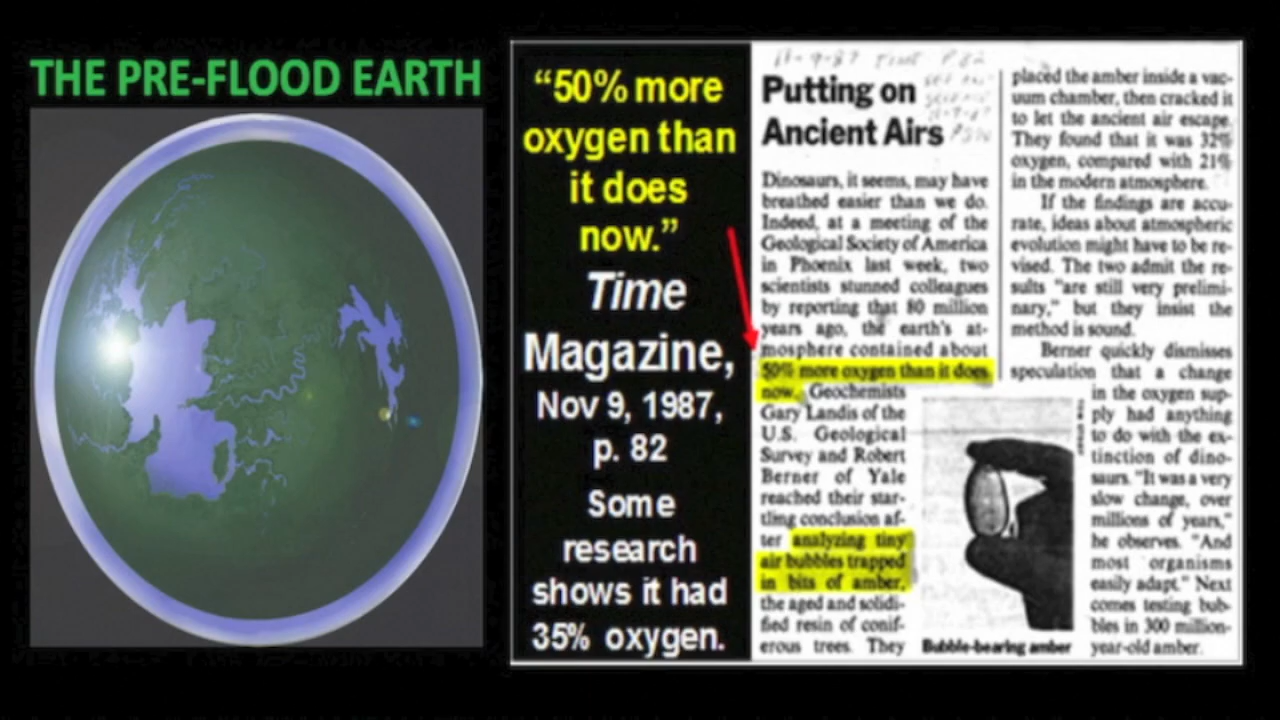 THE PRE-FLOOD EARTH
“50% more
oxygen than
it does
now.”
Time
Magazine,
Nov 9, 1987,
p. 82
Some
research
shows it had
35% oxygen.
11-9-87 TIME P.82
Putting on
Ancient Airs
Dinosaurs, it seems, may have
breathed easier than we do.
Indeed, at a meeting of the
Geological Society of America
in Phoenix last week, two
scientists stunned colleagues
by reporting that 80 million
years ago, the earth's at-
mosphere contained about
50% more oxygen than it does
now. Geochemists
Gary Landis of the
U.S. Geological
Survey and Robert
Berner of Yale
reached their star-
tling conclusion af-
ter analyzing tiny
air bubbles trapped
in bits of amber,
the aged and solidi-
fied resin of conif-
erous trees. They
placed the amber inside a vac-
uum chamber, then cracked it
to let the ancient air escape.
They found that it was 32%
oxygen, compared with 21%
in the modern atmosphere.
If the findings are accu-
rate, ideas about atmospheric
evolution might have to be re-
vised. The two admit the re-
sults "are still very prelimi-
nary," but they insist the
method is sound.
Berner quickly dismisses
speculation that a change
in the oxygen sup-
ply had anything
to do with the ex-
tinction of dino-
saurs. "It was a very
slow change, over
millions of years,"
he observes. "And
most organisms
easily adapt." Next
comes testing bub-
bles in 300 million-
year-old amber.
Bubble-bearing amber